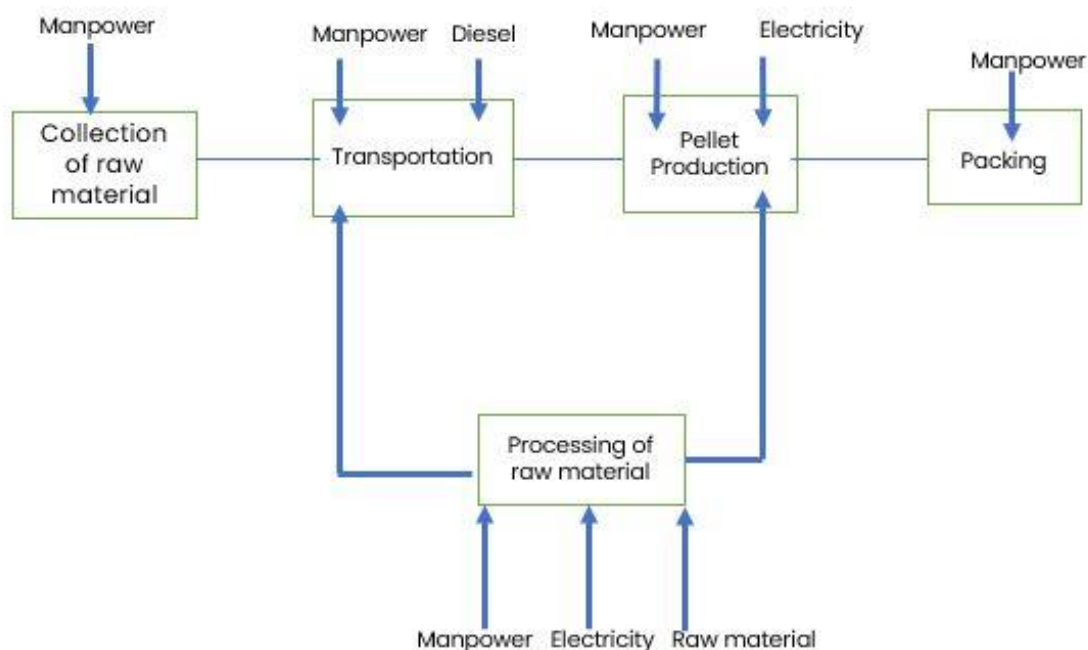 Manpower
Manpower
Diesel
Manpower
Electricity
Manpower
Collection
of raw
material
Transportation
Pellet
Production
Packing
Processing of
raw material
Manpower
Electricity
Raw material